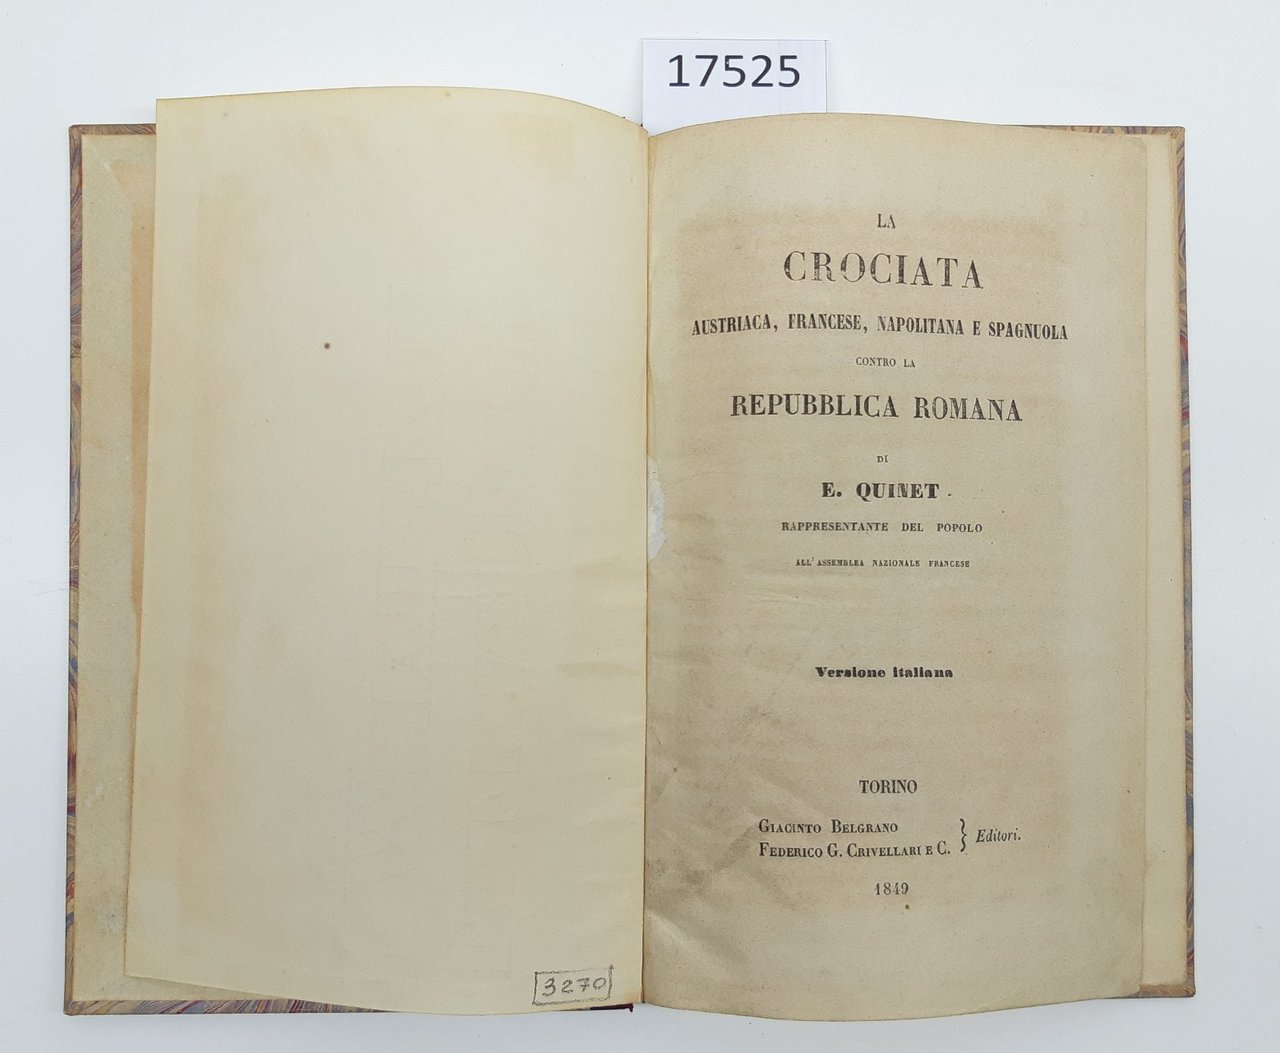 17525
LA
CROCIATA
AUSTRIACA, FRANCESE, NAPOLITANA E SPAGNUOLA
CONTRO LA
REPUBBLICA ROMANA
DI
E. QUINET
RAPPRESENTANTE DEL POPOLO
ALL' ASSEMBLEA NAZIONALE FRANCESE
Versione italiana
TORINO
GIACINTO BELGRANO
FEDERICO G. CRIVELLARI E C. } Editori.
1849
3270